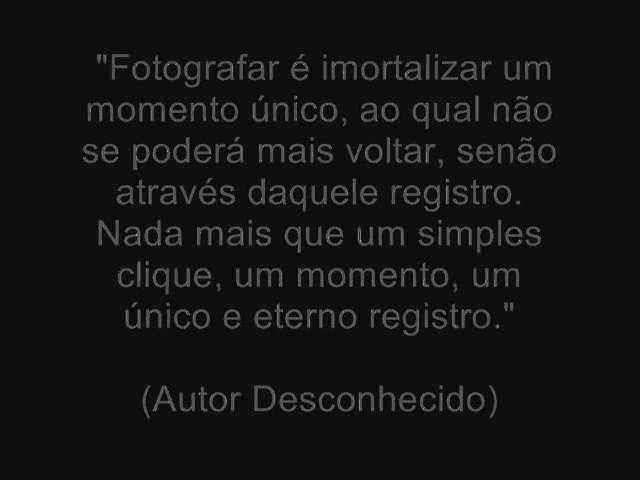 "Fotografar é imortalizar um
momento único, ao qual não
se poderá mais voltar, senão
através daquele registro.
Nada mais que um simples
clique, um momento, um
único e eterno registro."
(Autor Desconhecido)